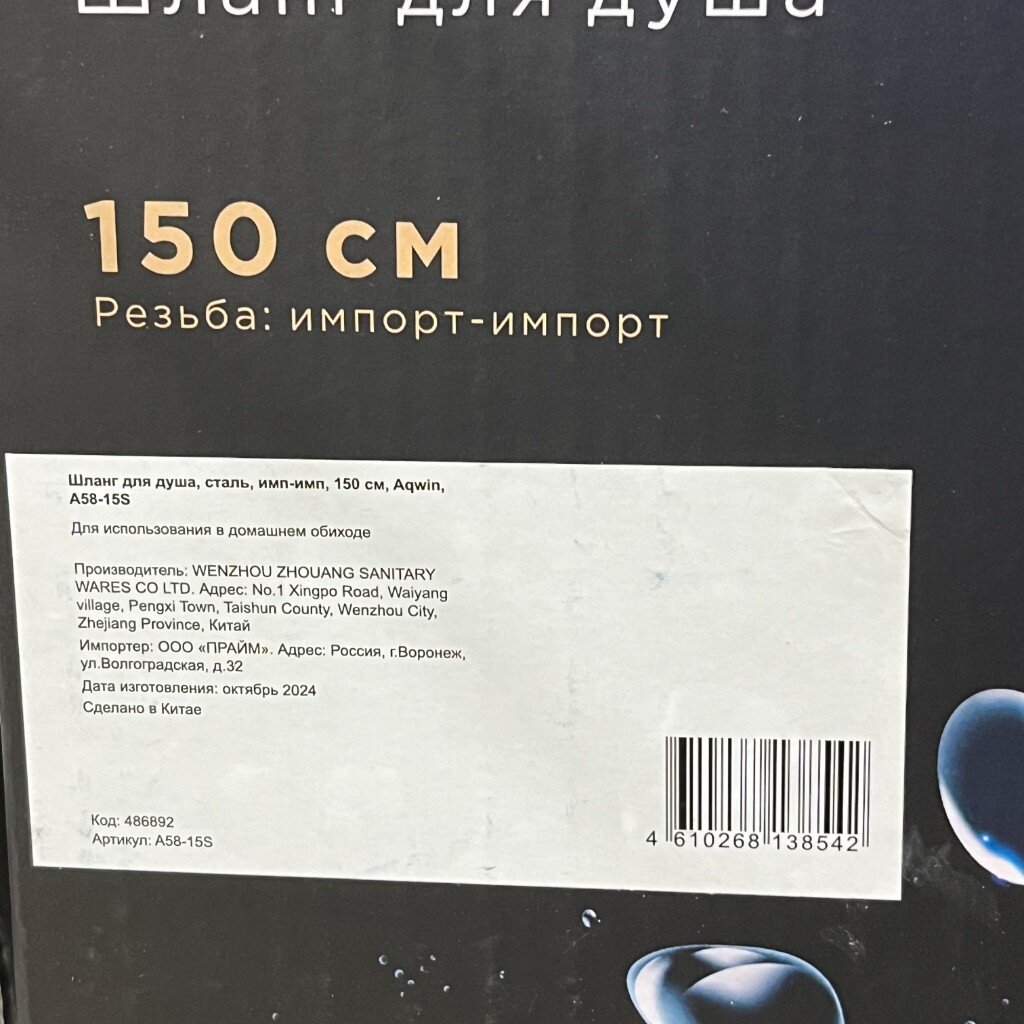 Шланг для душа
150 см
Резьба: импорт-импорт
Шланг для душа, сталь, имп-имп, 150 см, Aqwin,
A58-15S
Для использования в домашнем обиходе
Производитель: WENZHOU ZHOUANG SANITARY
WARES CO LTD. Адрес: No.1 Xingpo Road, Waiyang
village, Pengxi Town, Taishun County, Wenzhou City,
Zhejiang Province, Китай
Импортер: ООО «ПРАЙМ». Адрес: Россия, г.Воронеж,
ул.Волгоградская, д.32
Дата изготовления: октябрь 2024
Сделано в Китае
Код: 486892
Артикул: A58-15S
4 610268 138542